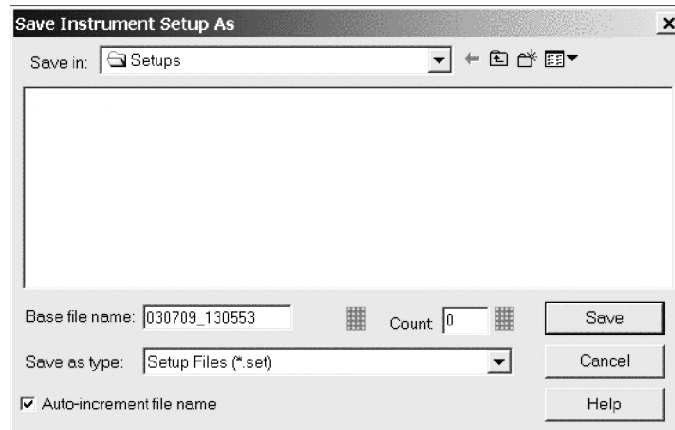 Save Instrument Setup As
Save in: Setups
Base file name: 030709_130553 Count: 0 Save
Save as type: Setup Files (*.set) Cancel
Auto-increment file name Help